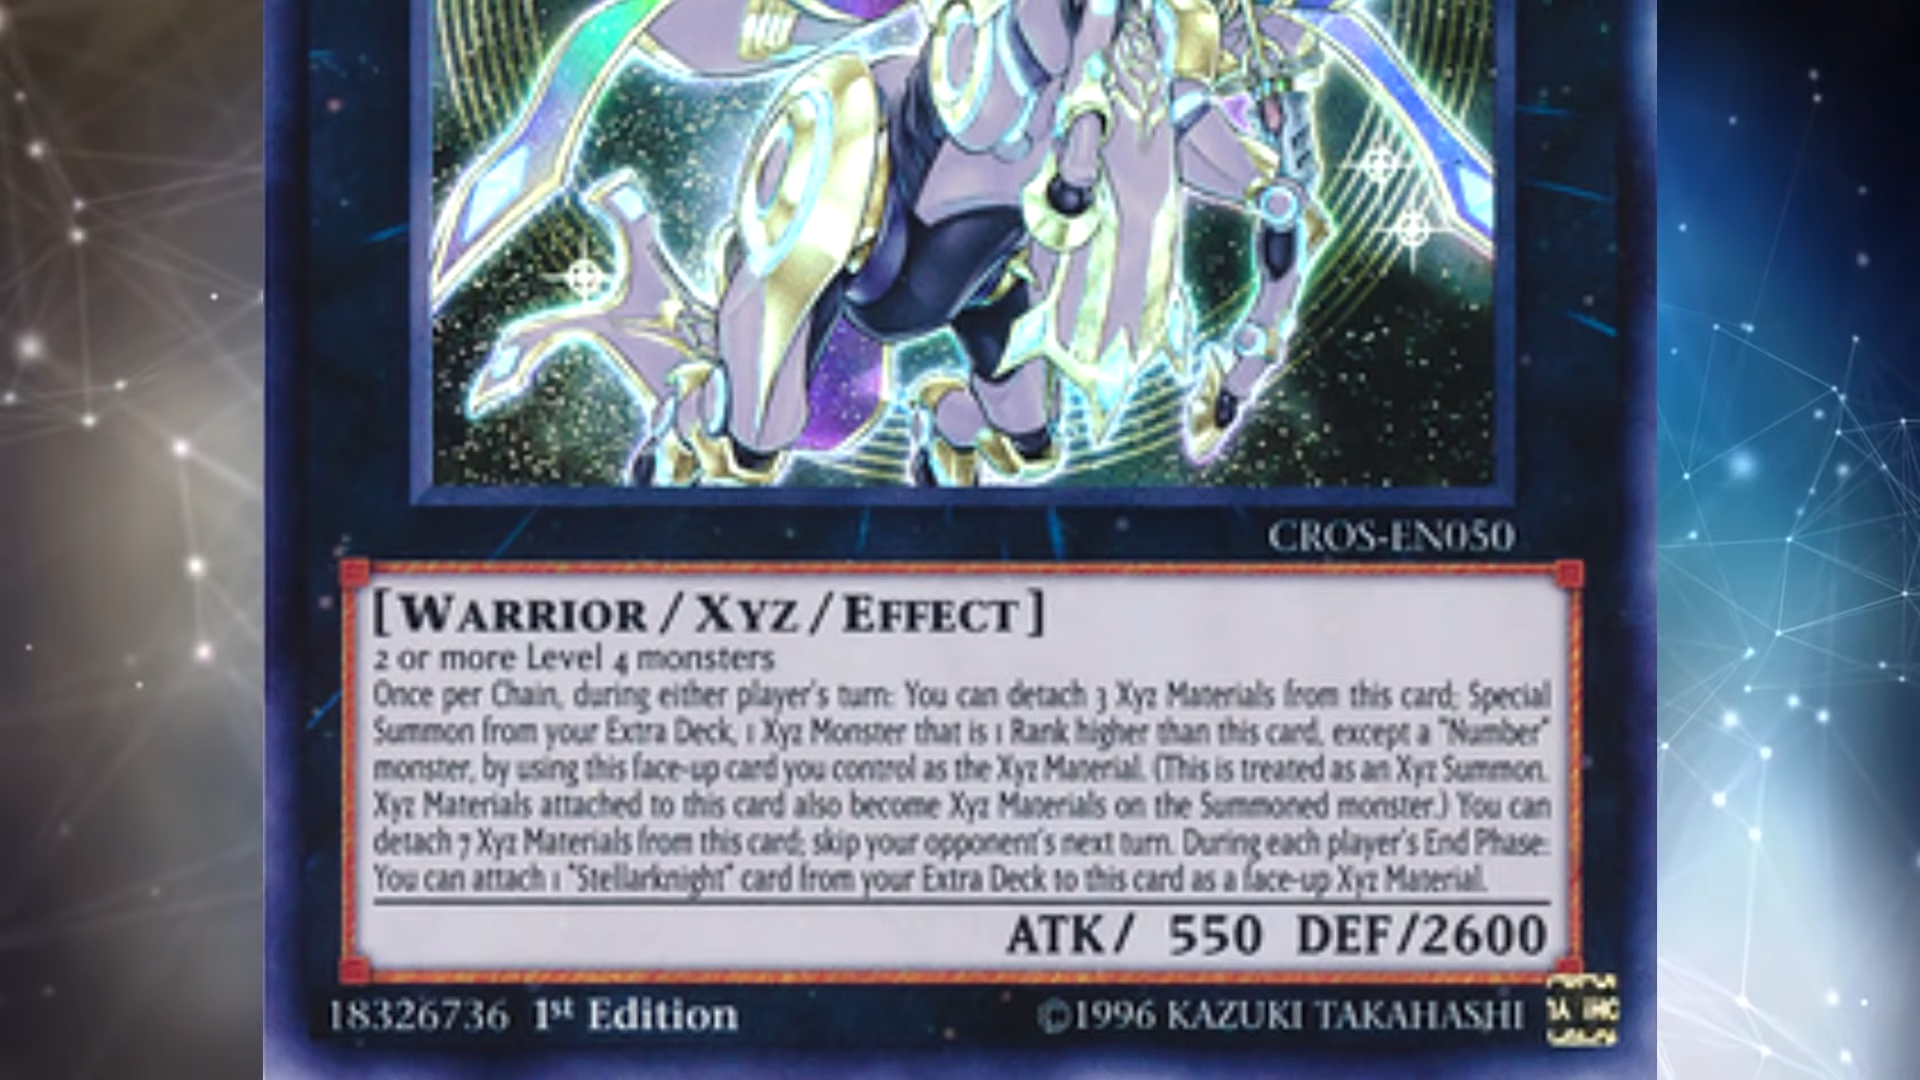 CROS-EN050
[WARRIOR/XYZ/EFFECT]
2 or more Level 4 monsters
Once per Chain, during either player's turn: You can detach 3 Xyz Materials from this card; Special
Summon from your Extra Deck, 1 Xyz Monster that is 1 Rank higher than this card, except a "Number"
monster, by using this face-up card you control as the Xyz Material. (This is treated as an Xyz Summon.
Xyz Materials attached to this card also become Xyz Materials on the Summoned monster.) You can
detach 7 Xyz Materials from this card; skip your opponent's next turn. During each player's End Phase:
You can attach 1 "Stellarknight" card from your Extra Deck to this card as a face-up Xyz Material.
ATK/ 550 DEF/2600
18326736 1st Edition ©1996 KAZUKI TAKAHASHI